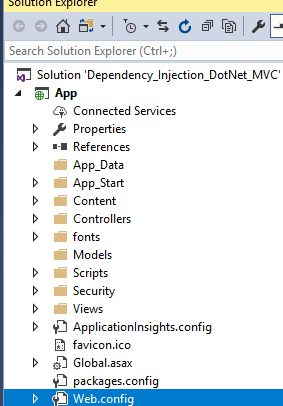 Solution Explorer
Search Solution Explorer (Ctrl+;)
Solution 'Dependency_Injection_DotNet_MVC'
App
Connected Services
Properties
References
App_Data
App_Start
Content
Controllers
fonts
Models
Scripts
Security
Views
ApplicationInsights.config
favicon.ico
Global.asax
packages.config
Web.config